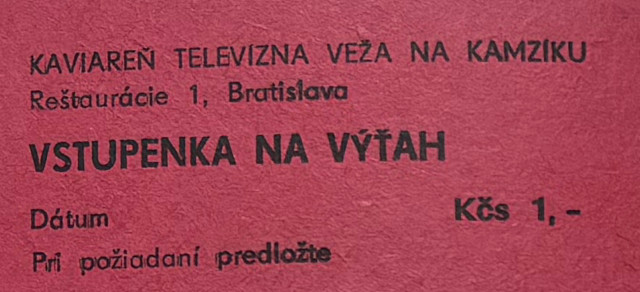 KAVIAREŇ TELEVÍZNA VEŽA NA KAMZÍKU
Reštaurácie 1, Bratislava
VSTUPENKA NA VÝŤAH
Dátum Kčs 1,-
Pri požiadaní predložte